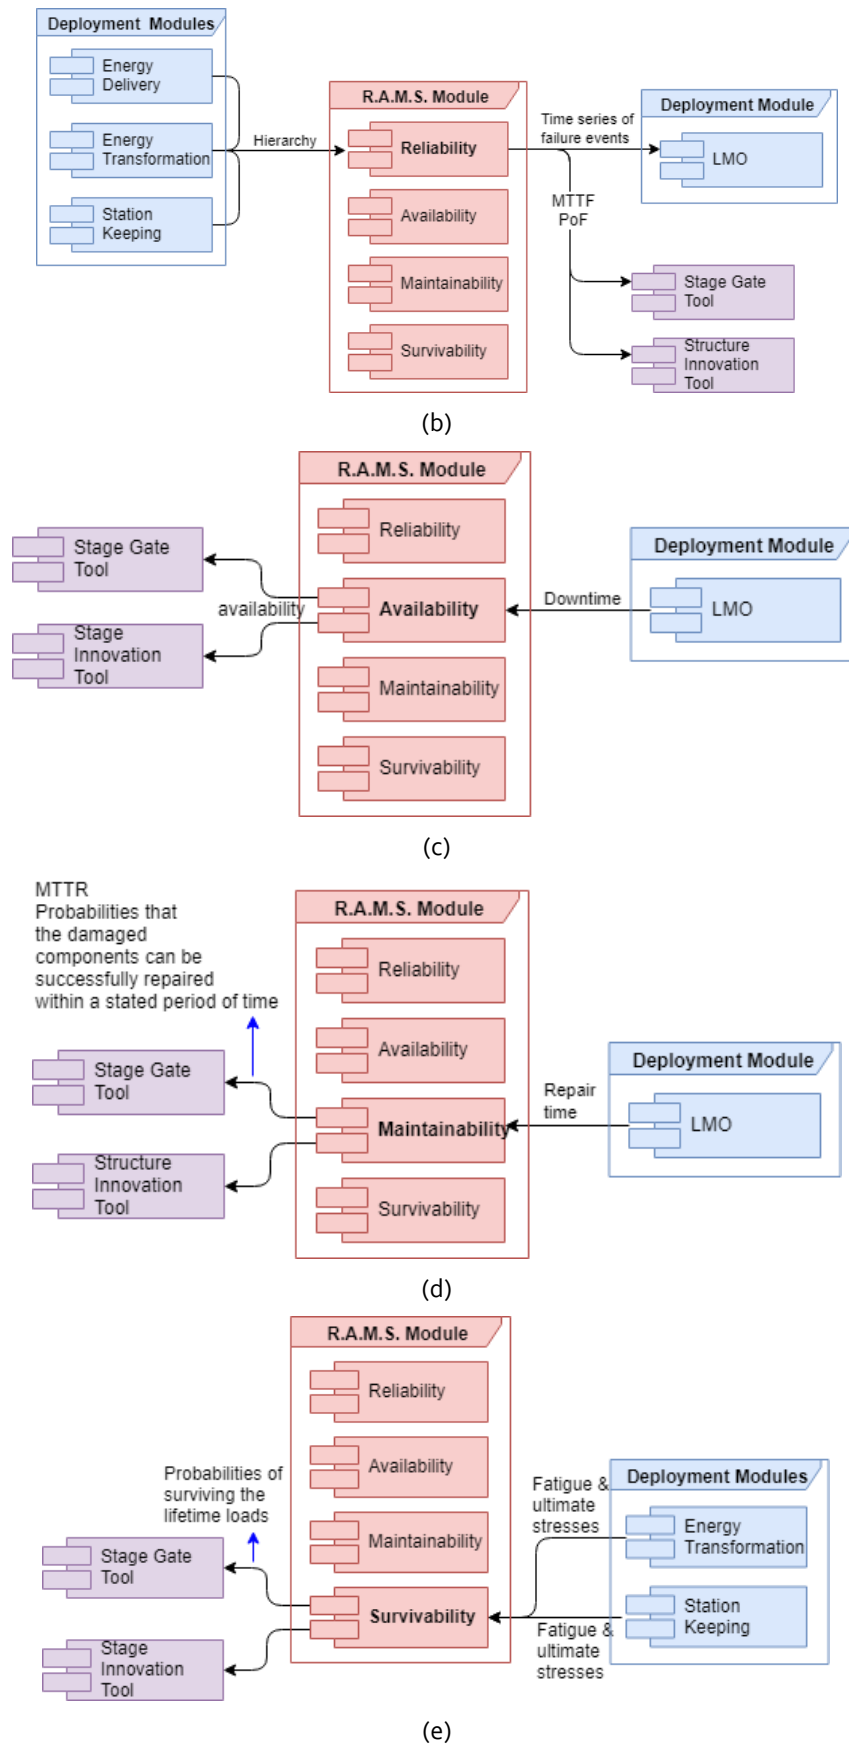 Deployment Modules
Energy
Delivery
Energy
Transformation
Station
Keeping
Hierarchy
R.A.M.S. Module
Reliability
Availability
Maintainability
Survivability
Time series of
failure events
MTTF
PoF
Deployment Module
LMO
Stage Gate
Tool
Structure
Innovation
Tool
(b)
Stage Gate
Tool
Stage
Innovation
Tool
availability
R.A.M.S. Module
Reliability
Availability
Maintainability
Survivability
Downtime
Deployment Module
LMO
(c)
MTTR
Probabilities that
the damaged
components can be
successfully repaired
within a stated period of time
Stage Gate
Tool
Structure
Innovation
Tool
R.A.M.S. Module
Reliability
Availability
Maintainability
Survivability
Repair
time
Deployment Module
LMO
(d)
Probabilities of
surviving the
lifetime loads
Stage Gate
Tool
Stage
Innovation
Tool
R.A.M.S. Module
Reliability
Availability
Maintainability
Survivability
Fatigue &
ultimate
stresses
Fatigue &
ultimate
stresses
Deployment Modules
Energy
Transformation
Station
Keeping
(e)